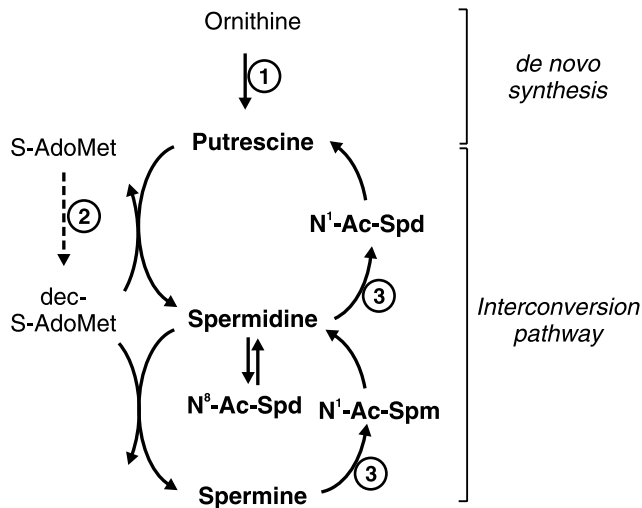 Ornithine
1
de novo
synthesis
S-AdoMet
Putrescine
2
N¹-Ac-Spd
dec-
S-AdoMet
3
Spermidine
Interconversion
pathway
N⁸-Ac-Spd
N¹-Ac-Spm
3
Spermine